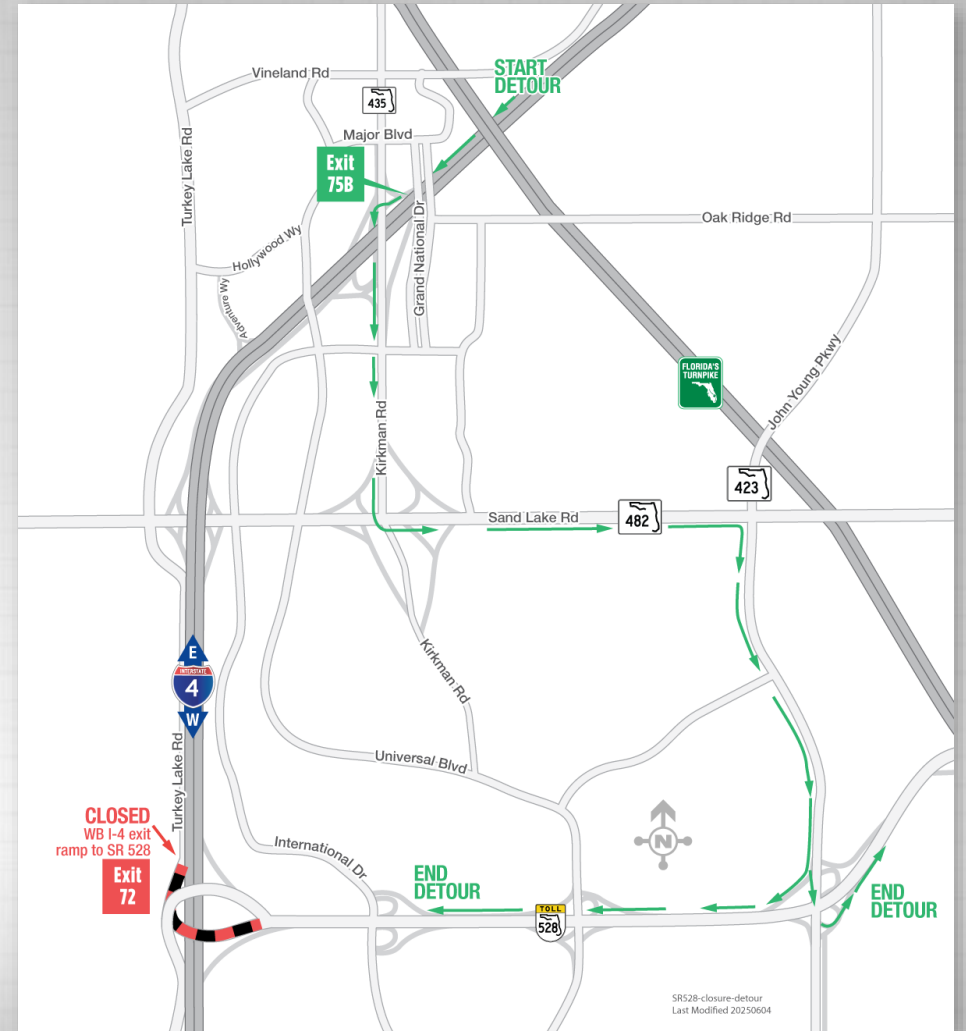 START
DETOUR
Vineland Rd
435
Major Blvd
Exit
75B
Turkey Lake Rd
Oak Ridge Rd
Hollywood Wy
Grand National Dr
Adventure Wy
FLORIDA'S
TURNPIKE
John Young Pkwy
Kirkman Rd
423
Sand Lake Rd
482
E
INTERSTATE
4
W
Kirkman Rd
Turkey Lake Rd
Universal Blvd
CLOSED
WB I-4 exit
ramp to SR 528
Exit
72
International Dr
N
END
DETOUR
TOLL
528
END
DETOUR
SR528-closure-detour
Last Modified 20250604